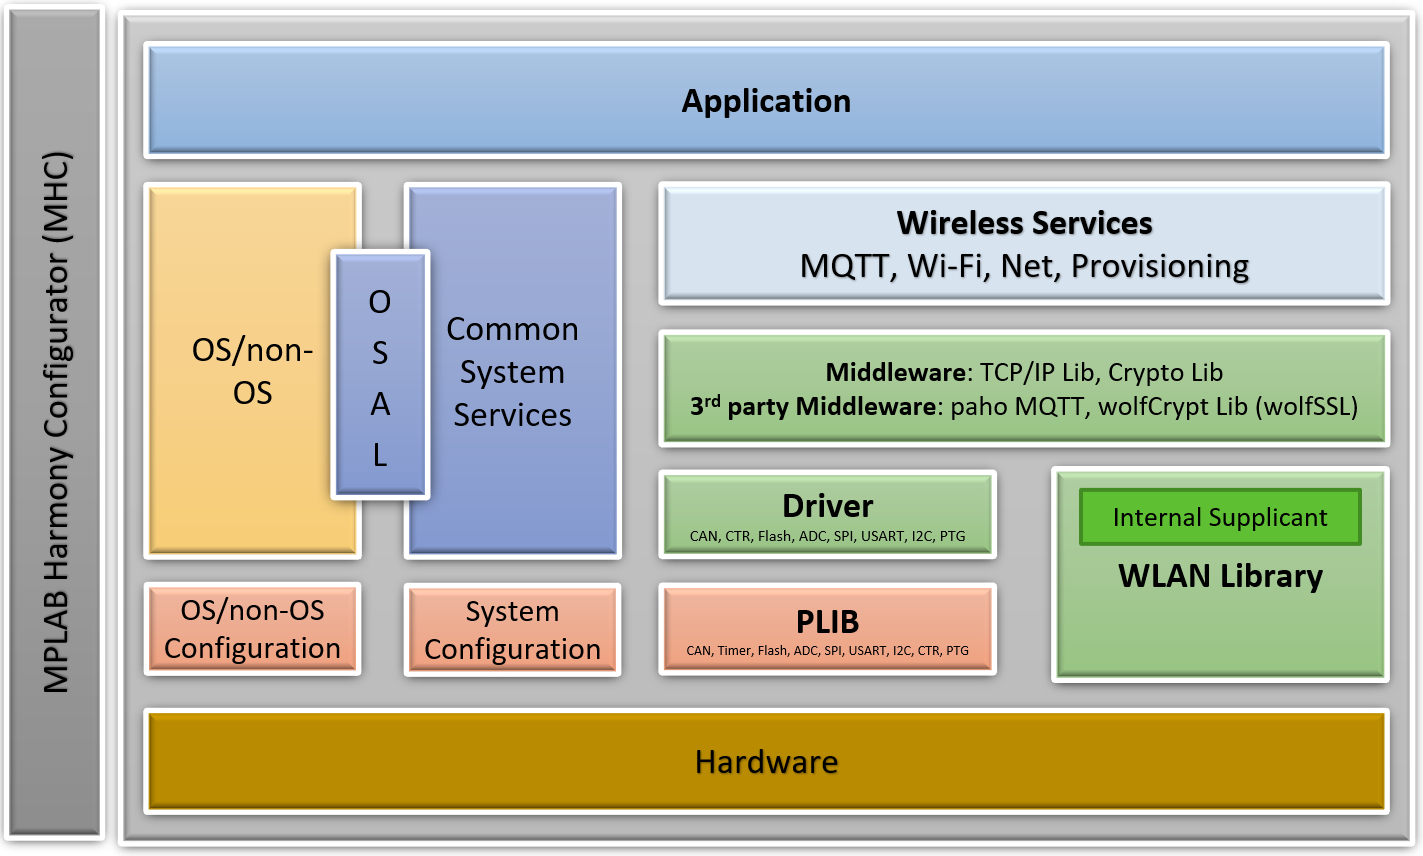 MPLAB Harmony Configurator (MHC)
Application
OS/non-
OS
O
S
A
L
Common
System
Services
Wireless Services
MQTT, Wi-Fi, Net, Provisioning
Middleware: TCP/IP Lib, Crypto Lib
3rd party Middleware: paho MQTT, wolfCrypt Lib (wolfSSL)
Driver
CAN, CTR, Flash, ADC, SPI, USART, I2C, PTG
Internal Supplicant
WLAN Library
OS/non-OS
Configuration
System
Configuration
PLIB
CAN, Timer, Flash, ADC, SPI, USART, I2C, CTR, PTG
Hardware